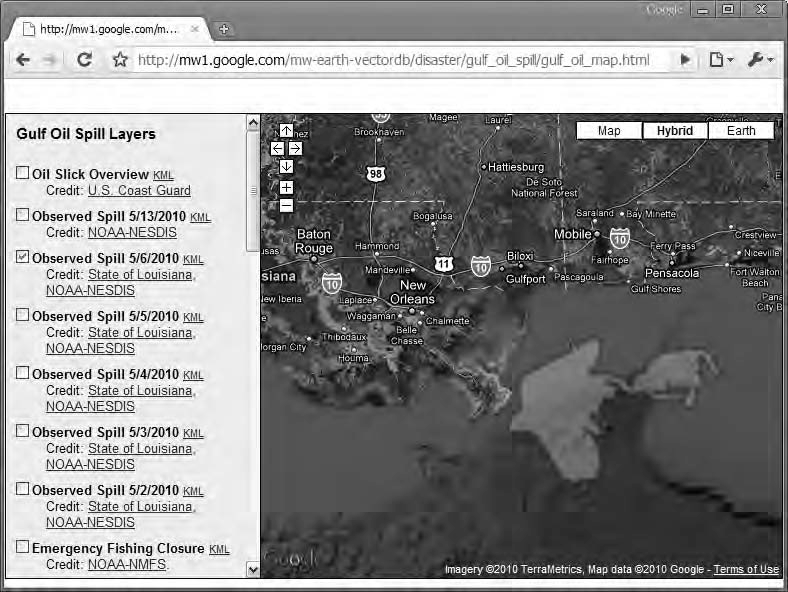 Google
http://mw1.google.com/m...
http://mw1.google.com/mw-earth-vectordb/disaster/gulf_oil_spill/gulf_oil_map.html
Gulf Oil Spill Layers
Oil Slick Overview KML
Credit: U.S. Coast Guard
Observed Spill 5/13/2010 KML
Credit: NOAA-NESDIS
Observed Spill 5/6/2010 KML
Credit: State of Louisiana,
NOAA-NESDIS
Observed Spill 5/5/2010 KML
Credit: State of Louisiana,
NOAA-NESDIS
Observed Spill 5/4/2010 KML
Credit: State of Louisiana,
NOAA-NESDIS
Observed Spill 5/3/2010 KML
Credit: State of Louisiana,
NOAA-NESDIS
Observed Spill 5/2/2010 KML
Credit: State of Louisiana,
NOAA-NESDIS
Emergency Fishing Closure KML
Credit: NOAA-NMFS.
Map Hybrid Earth
Magee
Laurel
Brookhaven
98
Hattiesburg
De Soto
National Forest
Bogalusa
Saraland
Bay Minette
Baton
Rouge
Hammond
Mobile
10
Crestview
Ferry Pass
Niceville
Mandeville
11
10
Biloxi
Fairhope
Pensacola
siana
10
New
Orleans
Gulfport
Pascagoula
Fort Walton
Beach
Gulf Shores
New Iberia
Laplace
Waggaman
Chalmette
Belle
Chasse
Thibodaux
Houma
Morgan City
Pana
City B
Google
Imagery ©2010 TerraMetrics, Map data ©2010 Google - Terms of Use